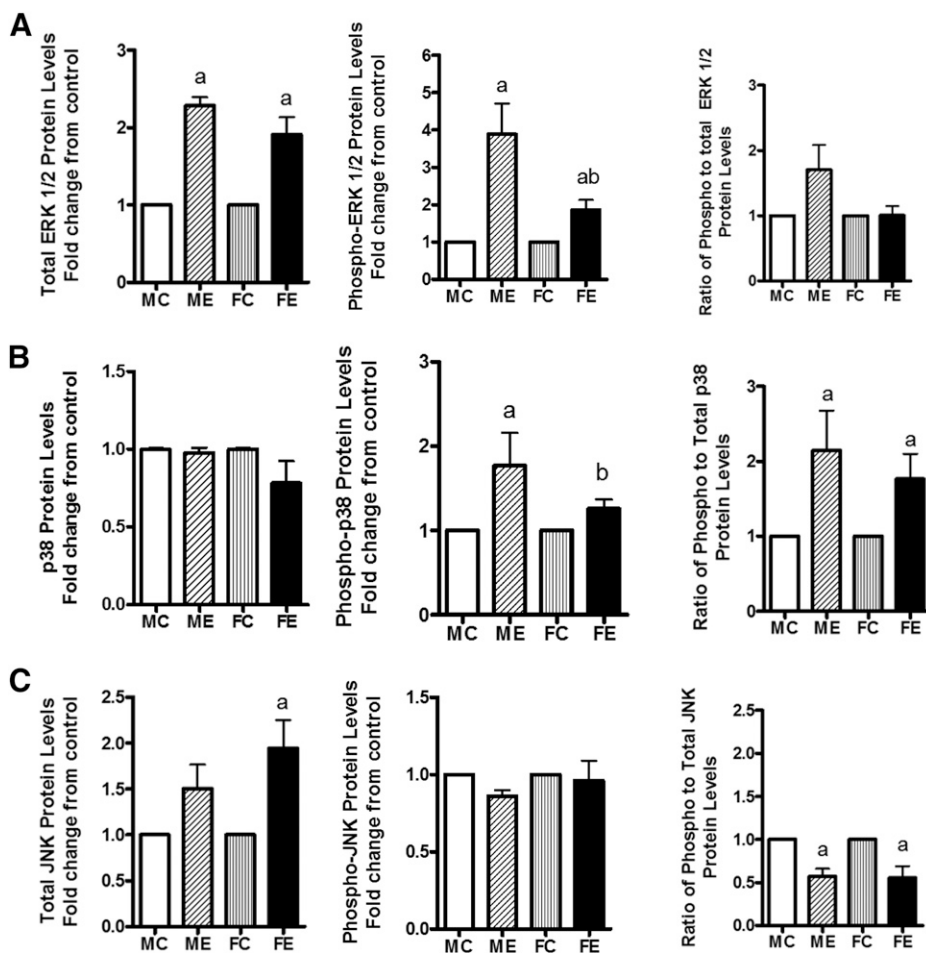 A
Total ERK 1/2 Protein Levels
Fold change from control
3
2
1
0
a
a
MC ME FC FE
Phospho-ERK 1/2 Protein Levels
Fold change from control
6
5
4
3
2
1
0
a
ab
MC ME FC FE
Ratio of Phospho to total ERK 1/2
Protein Levels
3
2
1
0
MC ME FC FE
B
p38 Protein Levels
Fold change from control
1.5
1.0
0.5
0.0
MC ME FC FE
Phospho-p38 Protein Levels
Fold change from control
3
2
1
0
a
b
MC ME FC FE
Ratio of Phospho to Total p38
Protein Levels
3
2
1
0
a
a
MC ME FC FE
C
Total JNK Protein Levels
Fold change from control
2.5
2.0
1.5
1.0
0.5
0.0
a
MC ME FC FE
Phospho-JNK Protein Levels
Fold change from control
1.5
1.0
0.5
0.0
MC ME FC FE
Ratio of Phospho to Total JNK
Protein Levels
2.5
2.0
1.5
1.0
0.5
0.0
a
a
MC ME FC FE